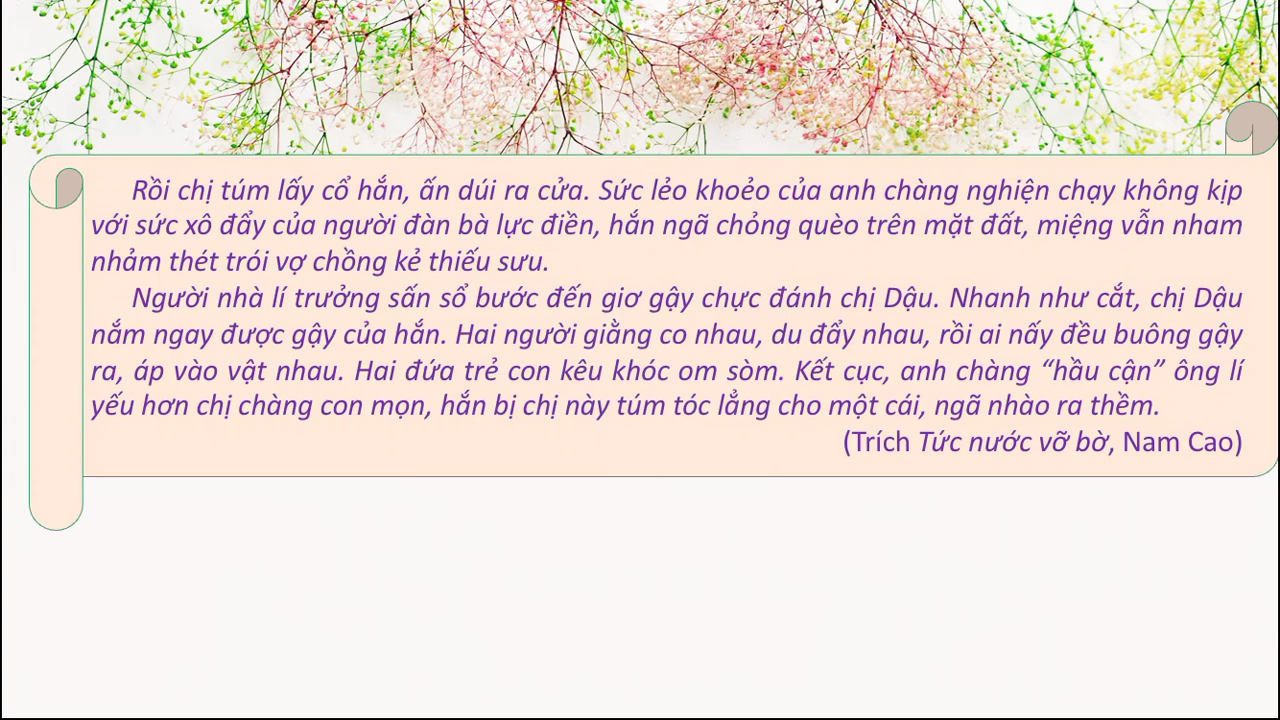 Rồi chị túm lấy cổ hắn, ấn dúi ra cửa. Sức lẻo khoẻo của anh chàng nghiện chạy không kịp
với sức xô đẩy của người đàn bà lực điền, hắn ngã chỏng quèo trên mặt đất, miệng vẫn nham
nhảm thét trói vợ chồng kẻ thiếu sưu.
Người nhà lí trưởng sấn sổ bước đến giơ gậy chực đánh chị Dậu. Nhanh như cắt, chị Dậu
nắm ngay được gậy của hắn. Hai người giằng co nhau, du đẩy nhau, rồi ai nấy đều buông gậy
ra, áp vào vật nhau. Hai đứa trẻ con kêu khóc om sòm. Kết cục, anh chàng “hầu cận” ông lí
yếu hơn chị chàng con mọn, hắn bị chị này túm tóc lẳng cho một cái, ngã nhào ra thềm.
(Trích Tức nước vỡ bờ, Nam Cao)